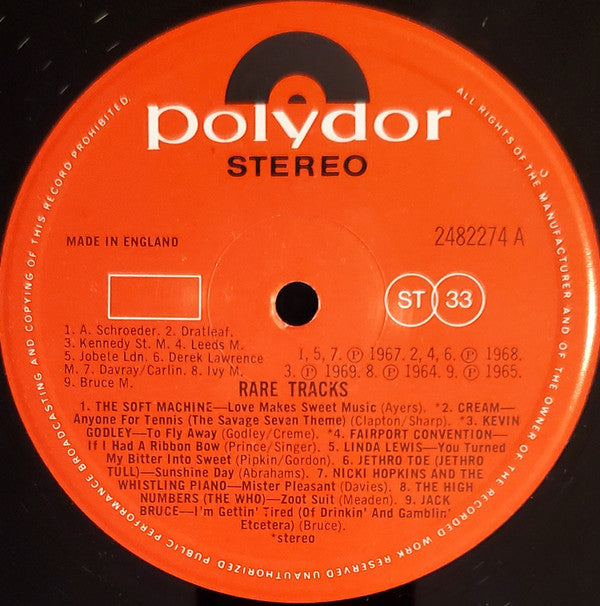 polydor
STEREO
BROADCASTING AND COPYING OF THIS RECORD PROHIBITED.
ALL RIGHTS OF THE MANUFACTURER AND OF THE OWNER OF THE RECORDED WORK RESERVED UNAUTHORIZED PUBLIC PERFORMANCE
MADE IN ENGLAND
2482274 A
ST 33
1. A. Schroeder. 2. Dratleaf.
3. Kennedy St. M. 4. Leeds M.
5. Jobele Ldn. 6. Derek Lawrence
M. 7. Davray/Carlin. 8. Ivy M.
9. Bruce M.
1, 5, 7. ℗ 1967. 2, 4, 6. ℗ 1968.
3. ℗ 1969. 8. ℗ 1964. 9. ℗ 1965.
RARE TRACKS
1. THE SOFT MACHINE—Love Makes Sweet Music (Ayers). *2. CREAM—
Anyone For Tennis (The Savage Seven Theme) (Clapton/Sharp). *3. KEVIN
GODLEY—To Fly Away (Godley/Creme). *4. FAIRPORT CONVENTION—
If I Had A Ribbon Bow (Prince/Singer). 5. LINDA LEWIS—You Turned
My Bitter Into Sweet (Pipkin/Gordon). 6. JETHRO TOE (JETHRO
TULL)—Sunshine Day (Abrahams). 7. NICKI HOPKINS AND THE
WHISTLING PIANO—Mister Pleasant (Davies). 8. THE HIGH
NUMBERS (THE WHO)—Zoot Suit (Meaden). 9. JACK
BRUCE—I'm Gettin' Tired (Of Drinkin' And Gamblin'
Etcetera) (Bruce).
*stereo